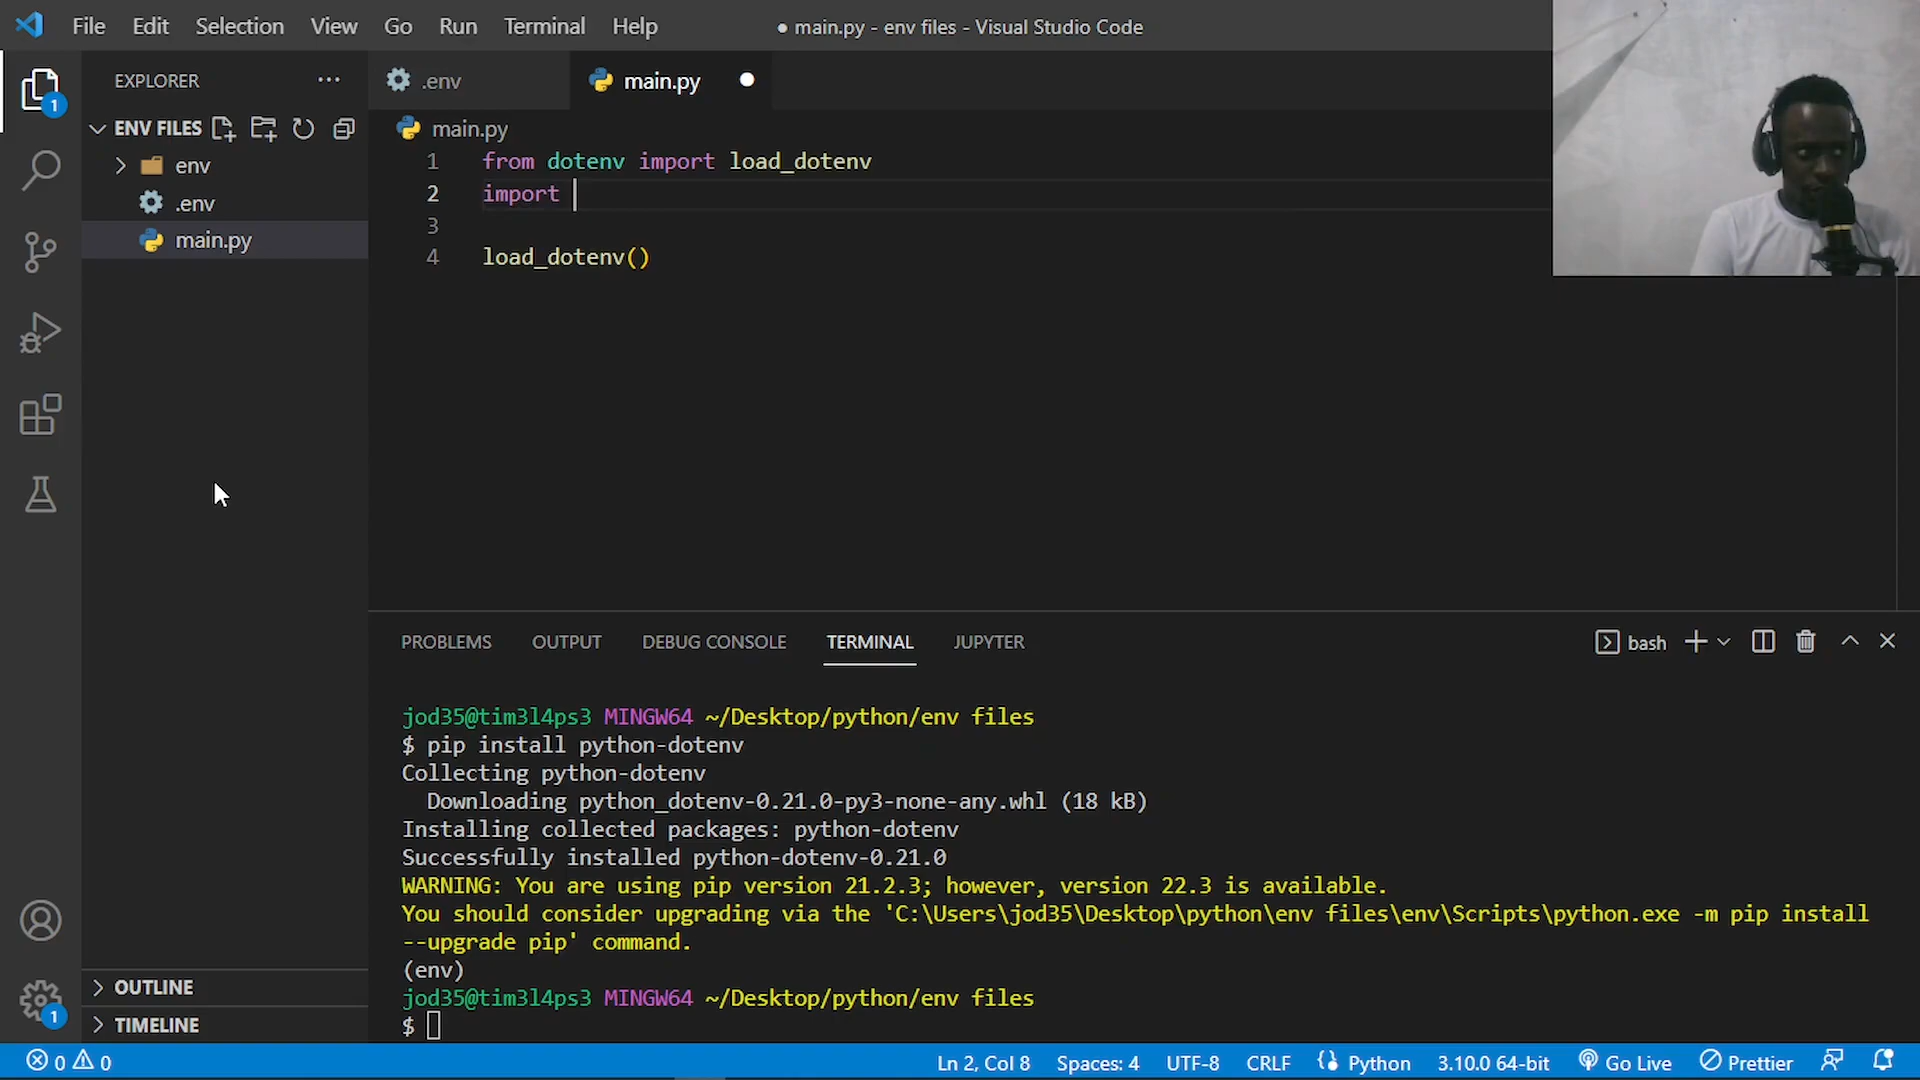 File Edit Selection View Go Run Terminal Help
● main.py - env files - Visual Studio Code
EXPLORER ···
1
ENV FILES
env
.env
main.py
.env
main.py
main.py
1 from dotenv import load_dotenv
2 import
3
4 load_dotenv()
PROBLEMS OUTPUT DEBUG CONSOLE TERMINAL JUPYTER
bash
jod35@tim3l4ps3 MINGW64 ~/Desktop/python/env files
$ pip install python-dotenv
Collecting python-dotenv
Downloading python_dotenv-0.21.0-py3-none-any.whl (18 kB)
Installing collected packages: python-dotenv
Successfully installed python-dotenv-0.21.0
WARNING: You are using pip version 21.2.3; however, version 22.3 is available.
You should consider upgrading via the 'C:\Users\jod35\Desktop\python\env files\env\Scripts\python.exe -m pip install
--upgrade pip' command.
(env)
jod35@tim3l4ps3 MINGW64 ~/Desktop/python/env files
$
OUTLINE
TIMELINE
1
0 0
Ln 2, Col 8 Spaces: 4 UTF-8 CRLF Python 3.10.0 64-bit Go Live Prettier